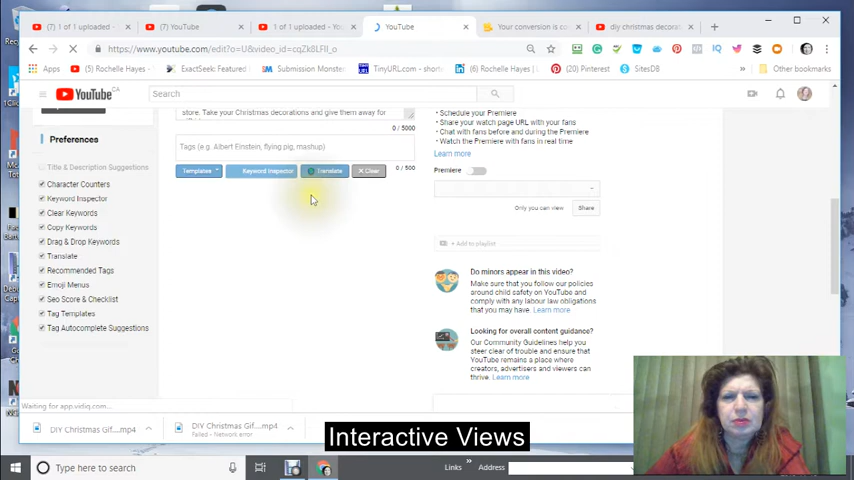 (7) 1 of 1 uploaded -
(7) YouTube
1 of 1 uploaded - You
YouTube
Your conversion is c
diy christmas decorati
https://www.youtube.com/edit?o=U&video_id=cqZk8LFlI_o
Apps
(5) Rochelle Hayes
ExactSeek: Featured
Submission Monster
TinyURL.com - shorte
(6) Rochelle Hayes |
(20) Pinterest
SitesDB
Other bookmarks
YouTube CA
Search
store. Take your Christmas decorations and give them away for
0 / 5000
Tags (e.g. Albert Einstein, flying pig, mashup)
Templates
Keyword Inspector
Translate
Clear
0 / 500
Preferences
Title & Description Suggestions
Character Counters
Keyword Inspector
Clear Keywords
Copy Keywords
Drag & Drop Keywords
Translate
Recommended Tags
Emoji Menus
Seo Score & Checklist
Tag Templates
Tag Autocomplete Suggestions
• Schedule your Premiere
• Share your watch page URL with your fans
• Chat with fans before and during the Premiere
• Watch the Premiere with fans in real time
Learn more
Premiere
Only you can view
Share
+ Add to playlist
Do minors appear in this video?
Make sure that you follow our policies
around child safety on YouTube and
comply with any labour law obligations
that you may have. Learn more
Looking for overall content guidance?
Our Community Guidelines help you
steer clear of trouble and ensure that
YouTube remains a place where
creators, advertisers and viewers can
thrive. Learn more
Waiting for app.vidiq.com...
DIY Christmas Gif....mp4
DIY Christmas Gif....mp4
Failed - Network error
Interactive Views
Type here to search
Links
Address